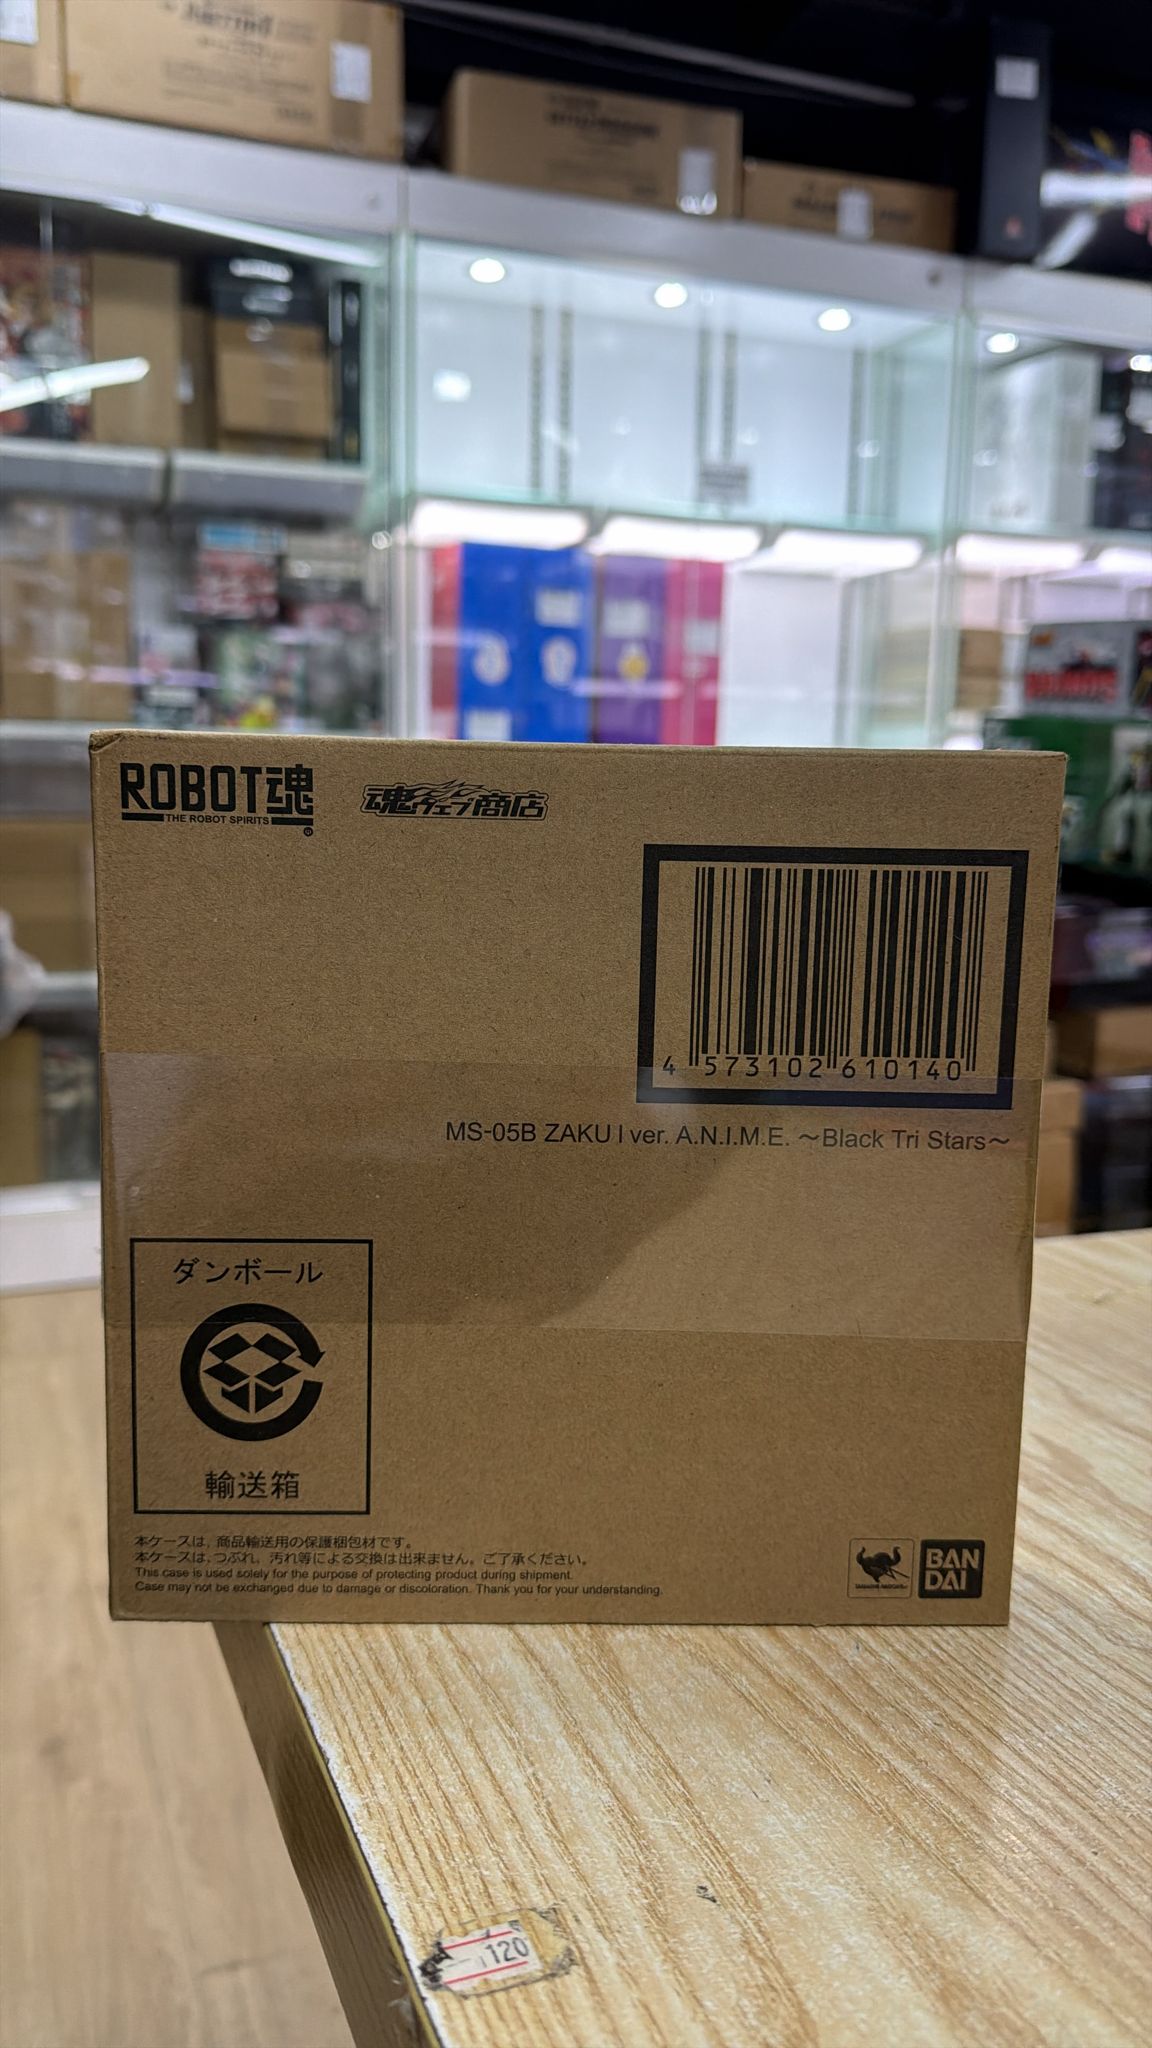 ROBOT魂
THE ROBOT SPIRITS
魂ウェブ商店
4 573102 610140
MS-05B ZAKU I ver. A.N.I.M.E. ～Black Tri Stars～
ダンボール
輸送箱
本ケースは、商品輸送用の保護梱包材です。
本ケースは、つぶれ、汚れ等による交換は出来ません。ご了承ください。
This case is used solely for the purpose of protecting product during shipment.
Case may not be exchanged due to damage or discoloration. Thank you for your understanding.
TAMASHII NATIONS
BAN
DAI
120